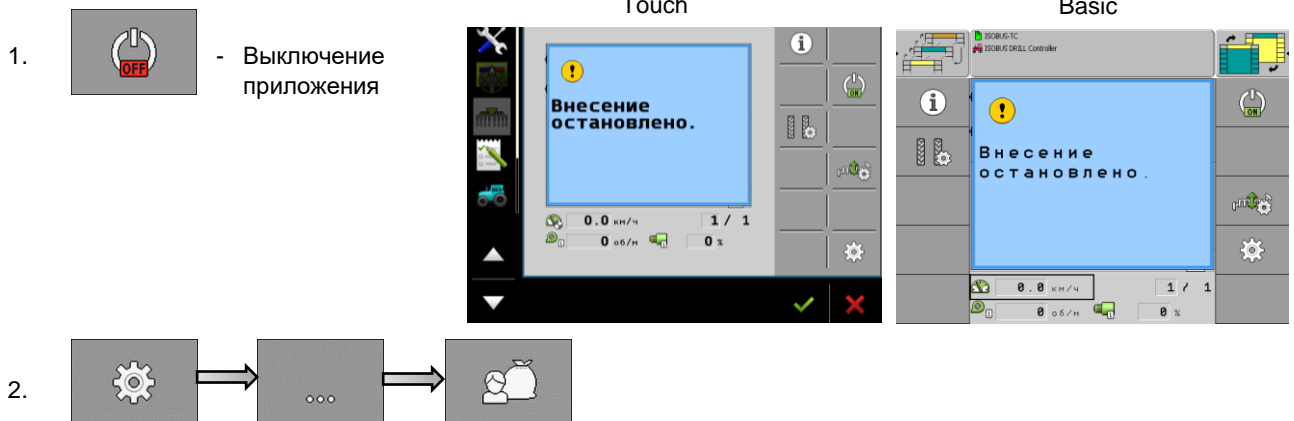 Touch
Basic
1.
OFF
- Выключение
приложения
Внесение
остановлено.
ON
0.0 км/ч
1 / 1
0 об/м
0 %
ISOBUS-TC
ISOBUS DRILL Controller
ON
Внесение
остановлено.
0.0 км/ч
1 / 1
0 об/м
0 %
2.